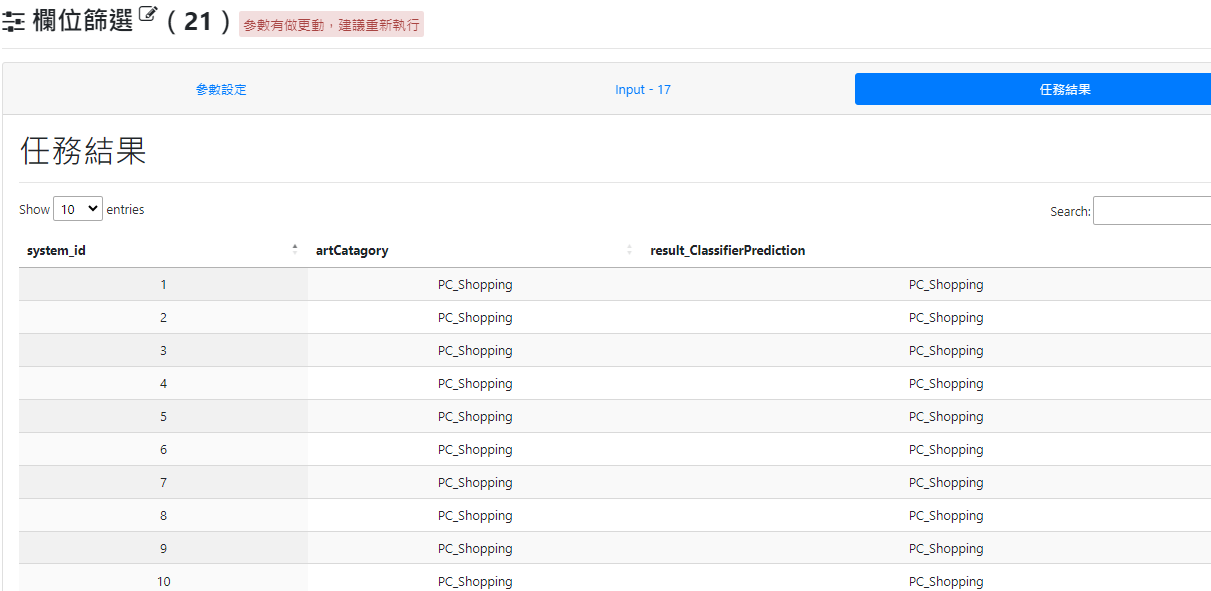 欄位篩選 ( 21 ) 參數有做更動，建議重新執行
參數設定 Input - 17 任務結果
任務結果
Show 10 entries Search:
system_id artCatagory result_ClassifierPrediction
1 PC_Shopping PC_Shopping
2 PC_Shopping PC_Shopping
3 PC_Shopping PC_Shopping
4 PC_Shopping PC_Shopping
5 PC_Shopping PC_Shopping
6 PC_Shopping PC_Shopping
7 PC_Shopping PC_Shopping
8 PC_Shopping PC_Shopping
9 PC_Shopping PC_Shopping
10 PC_Shopping PC_Shopping